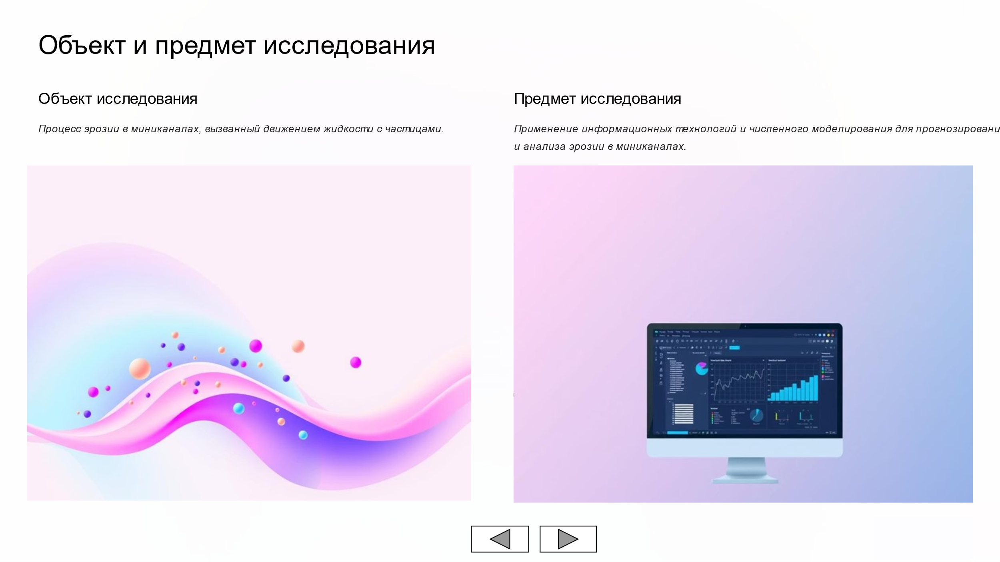 Объект и предмет исследования
Объект исследования
Процесс эрозии в миниканалах, вызванный движением жидкости с частицами.
Предмет исследования
Применение информационных технологий и численного моделирования для прогнозировани
и анализа эрозии в миниканалах.